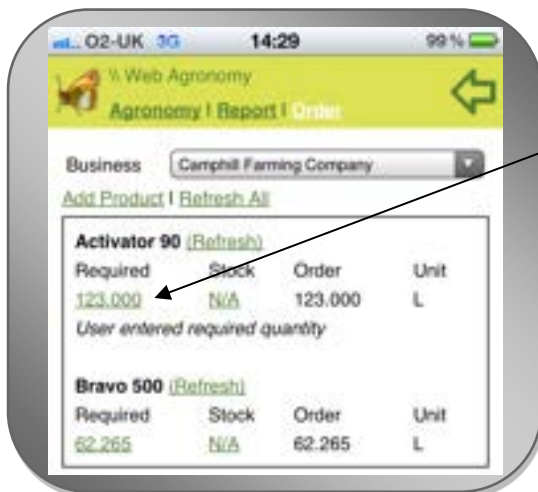 O2-UK 3G 14:29 99%
\\ Web Agronomy
Agronomy | Report | Order
Business Camphill Farming Company
Add Product | Refresh All
Activator 90 (Refresh)
Required Stock Order Unit
123.000 N/A 123.000 L
User entered required quantity
Bravo 500 (Refresh)
Required Stock Order Unit
62.265 N/A 62.265 L